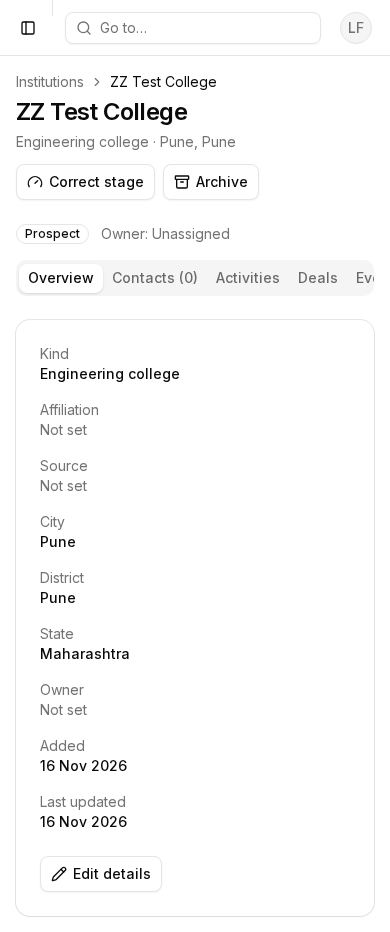 Go to...
LF
Institutions > ZZ Test College
ZZ Test College
Engineering college · Pune, Pune
Correct stage
Archive
Prospect Owner: Unassigned
Overview Contacts (0) Activities Deals
Kind
Engineering college
Affiliation
Not set
Source
Not set
City
Pune
District
Pune
State
Maharashtra
Owner
Not set
Added
16 Nov 2026
Last updated
16 Nov 2026
Edit details